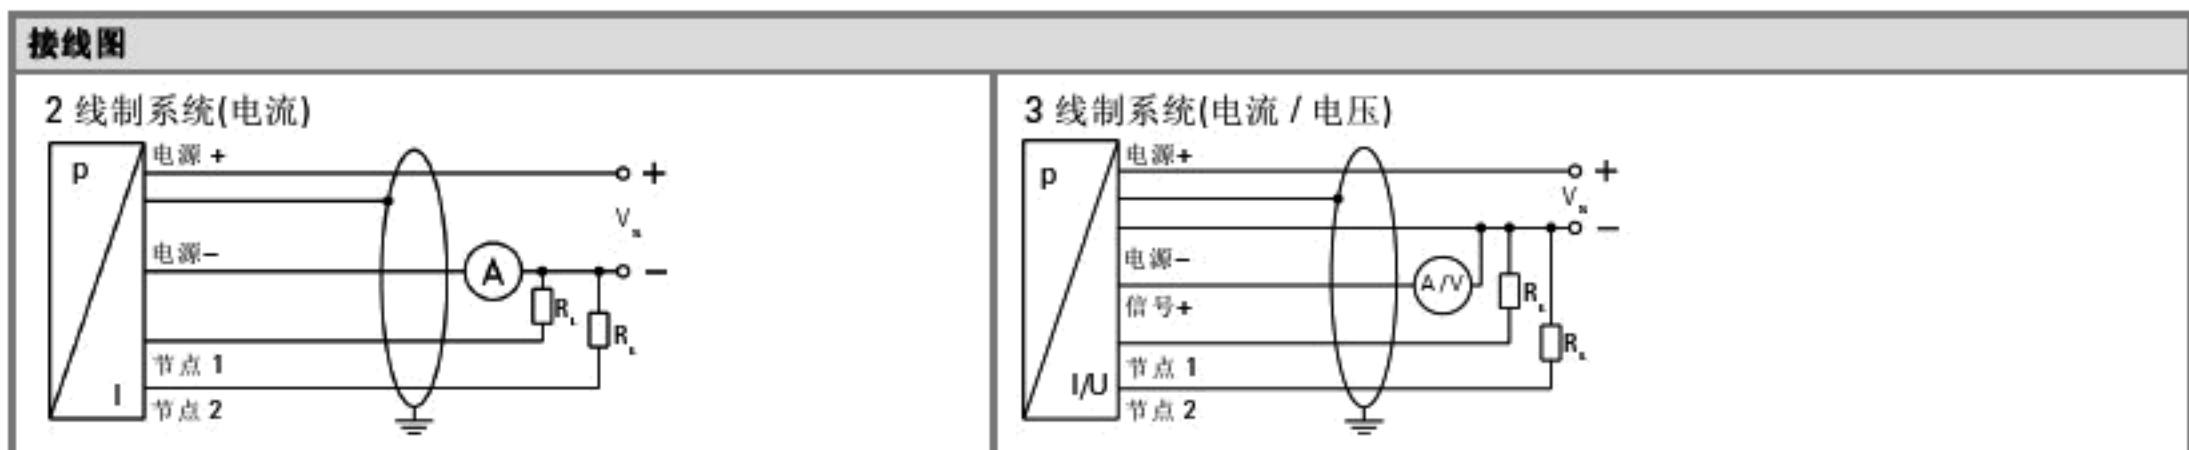 接线图
2 线制系统(电流)
p
电源 +
+
V s
电源–
A
–
R L
R L
节点 1
I
节点 2
3 线制系统(电流 / 电压)
p
电源+
+
V s
–
电源–
A/V
信号+
R L
R L
节点 1
I/U
节点 2